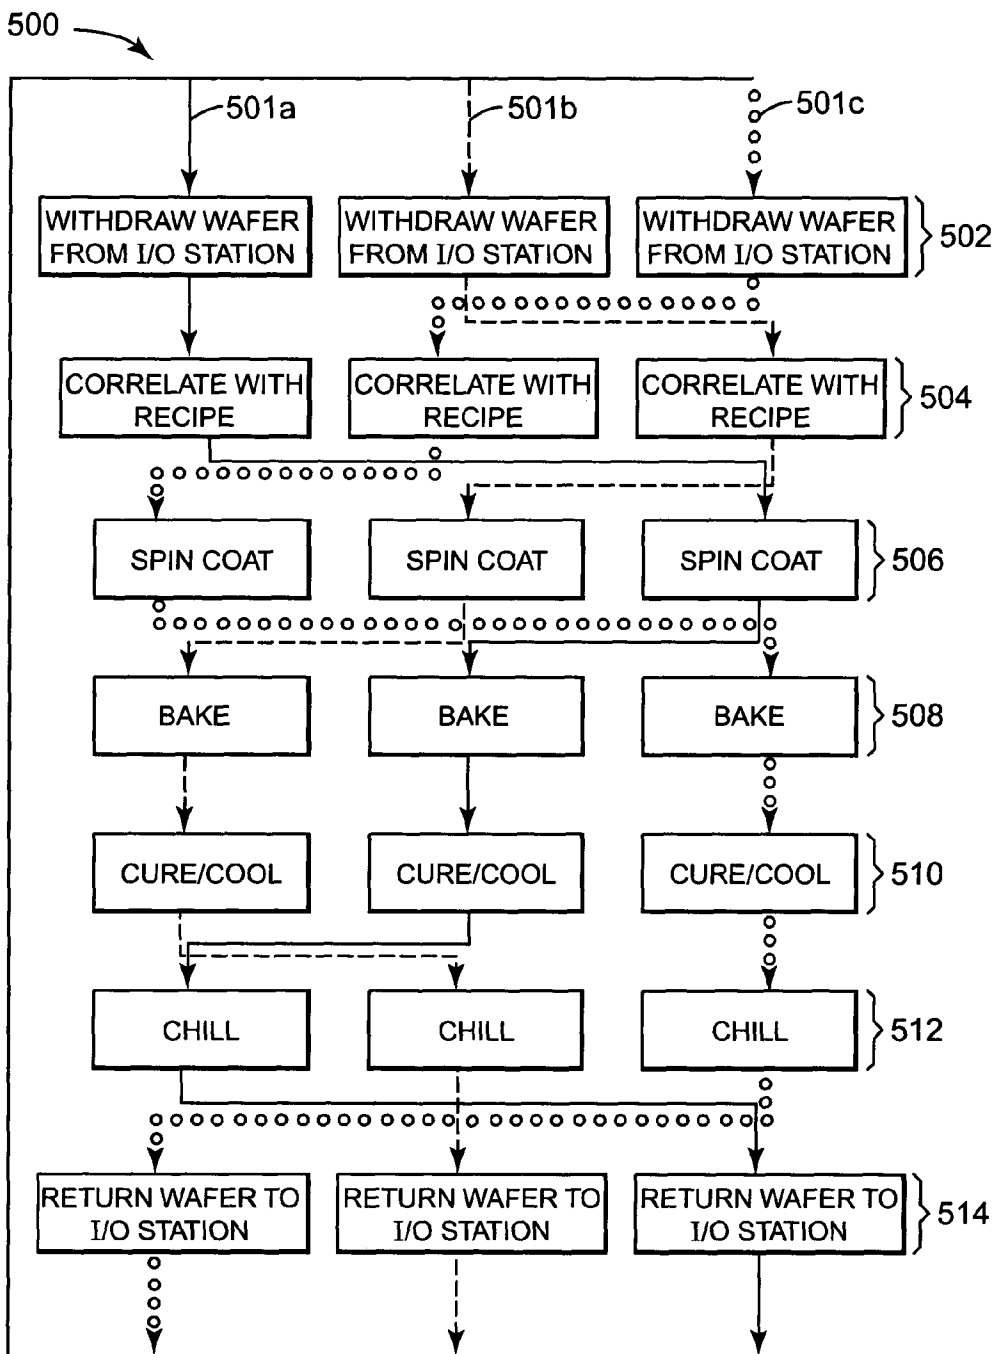 500
501a
501b
501c
WITHDRAW WAFER
FROM I/O STATION
WITHDRAW WAFER
FROM I/O STATION
WITHDRAW WAFER
FROM I/O STATION
502
CORRELATE WITH
RECIPE
CORRELATE WITH
RECIPE
CORRELATE WITH
RECIPE
504
SPIN COAT
SPIN COAT
SPIN COAT
506
BAKE
BAKE
BAKE
508
CURE/COOL
CURE/COOL
CURE/COOL
510
CHILL
CHILL
CHILL
512
RETURN WAFER TO
I/O STATION
RETURN WAFER TO
I/O STATION
RETURN WAFER TO
I/O STATION
514